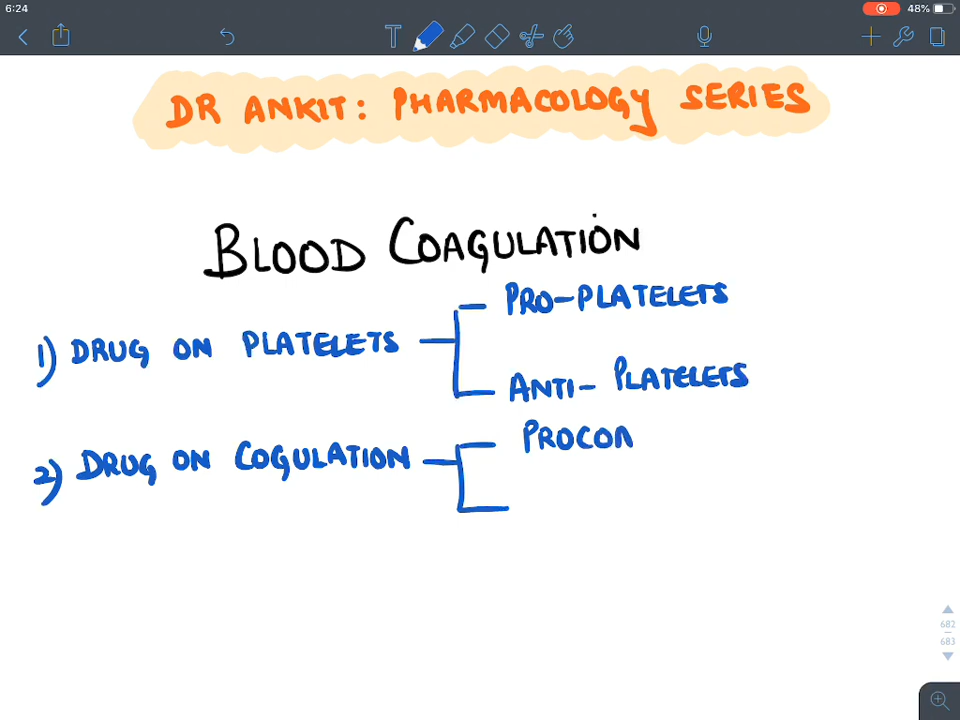 6:24
48%
T
DR ANKIT: PHARMACOLOGY SERIES
BLOOD COAGULATION
PRO-PLATELETS
1) DRUG ON PLATELETS
ANTI-PLATELETS
PROCOA
2) DRUG ON COGULATION
682
683